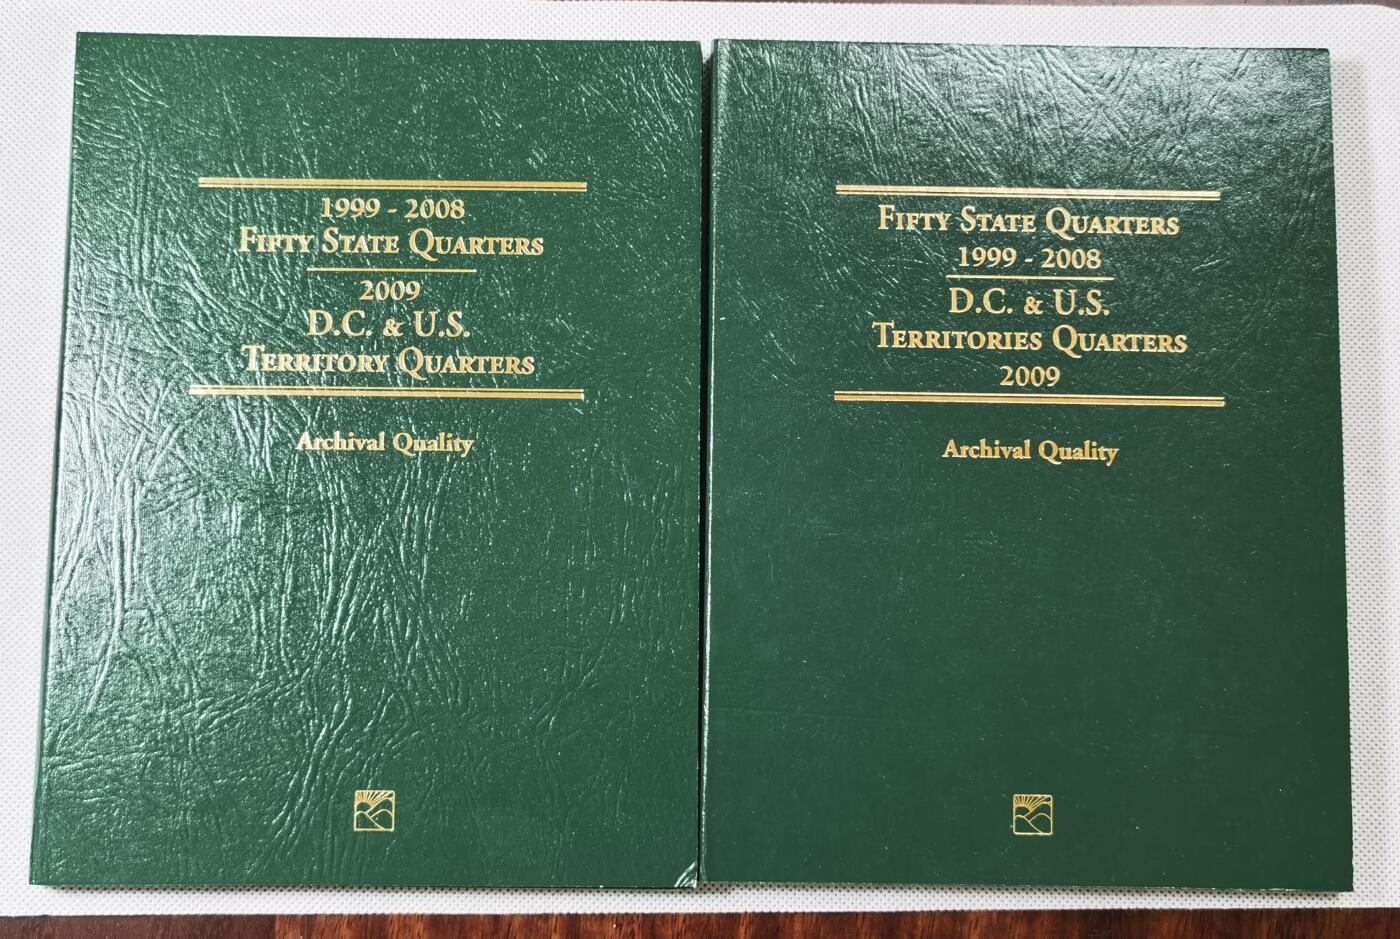 1999 - 2008
Fifty State Quarters
2009
D.C. & U.S.
Territory Quarters
Archival Quality
Fifty State Quarters
1999 - 2008
D.C. & U.S.
Territories Quarters
2009
Archival Quality